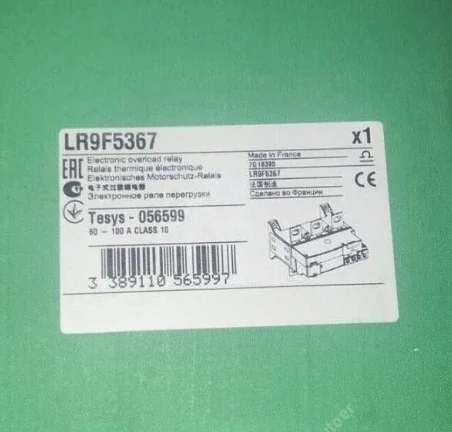 LR9F5367 x1
Electronic overload relay
Relais thermique électronique
Elektronisches Motorschutz-Relais
电子式过载继电器
Электронное реле перегрузки
Made in France
7G18390
LR9F5367
法国制造
Сделано во Франции
EAC
CE
Tesys - 056599
60 - 100 A CLASS 10
3 389110 565997